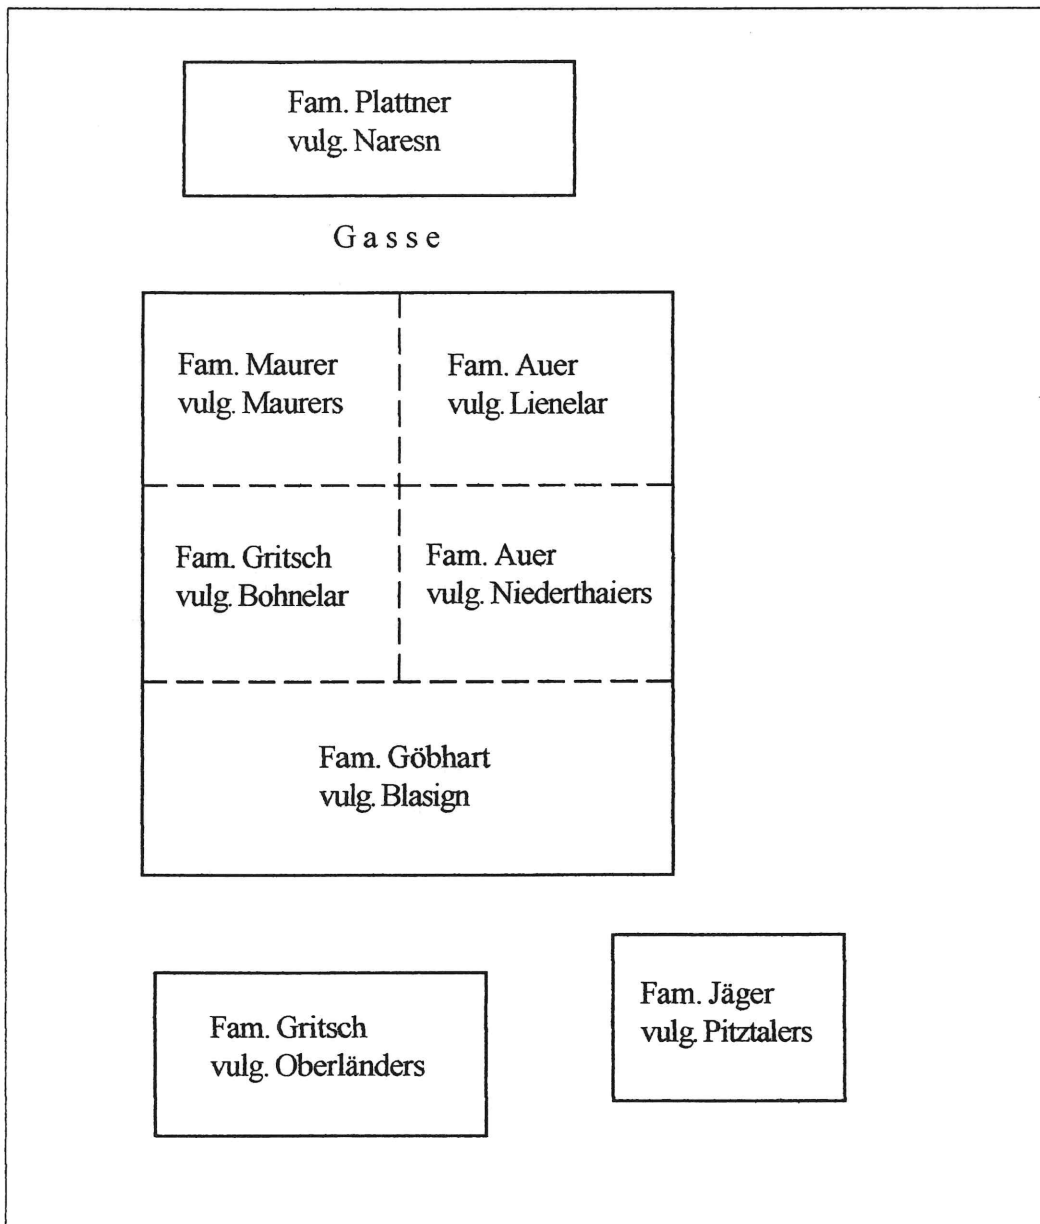 Fam. Plattner
vulg. Naresn
Gasse
Fam. Maurer
vulg. Maurers
Fam. Auer
vulg. Lienelar
Fam. Gritsch
vulg. Bohnelar
Fam. Auer
vulg. Niederthaiers
Fam. Göbhart
vulg. Blasign
Fam. Gritsch
vulg. Oberländers
Fam. Jäger
vulg. Pitztalers